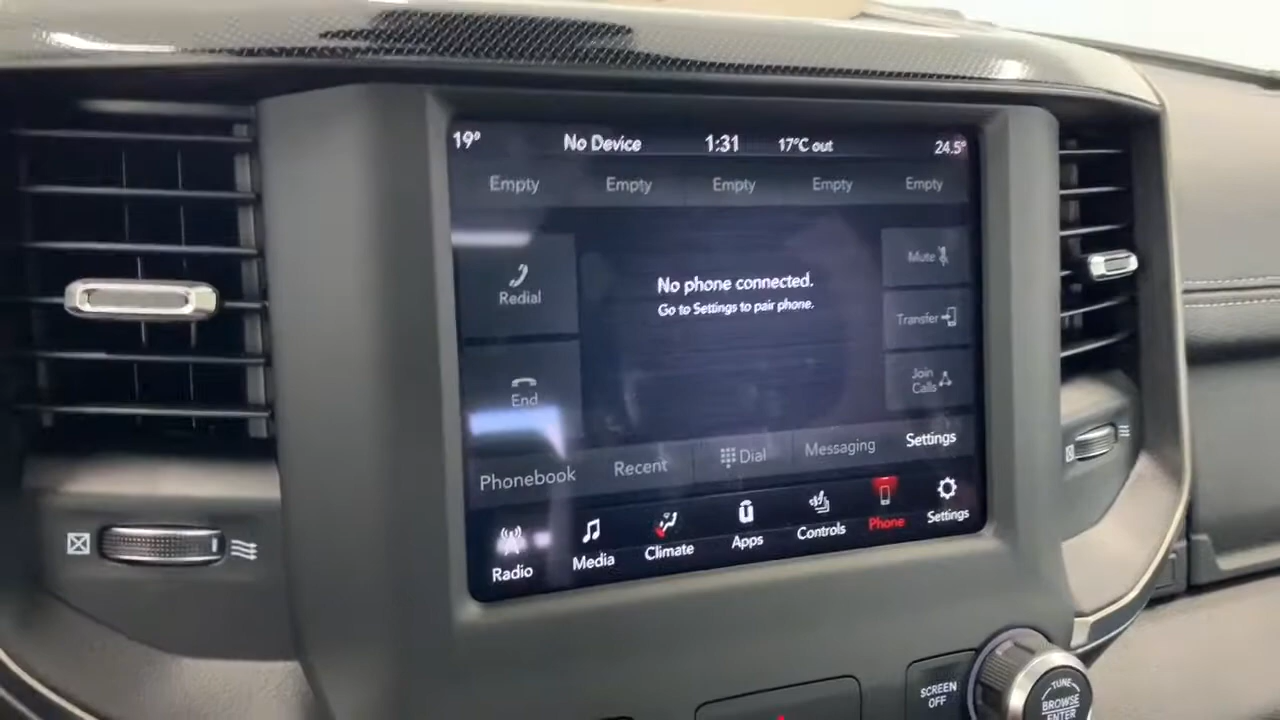 19° No Device 1:31 17°C out 24.5°
Empty Empty Empty Empty Empty
Redial
No phone connected.
Go to Settings to pair phone.
Mute
Transfer
End
Join
Calls
Phonebook Recent Dial Messaging Settings
Radio Media Climate Apps Controls Phone Settings
SCREEN
OFF
TUNE
BROWSE
ENTER